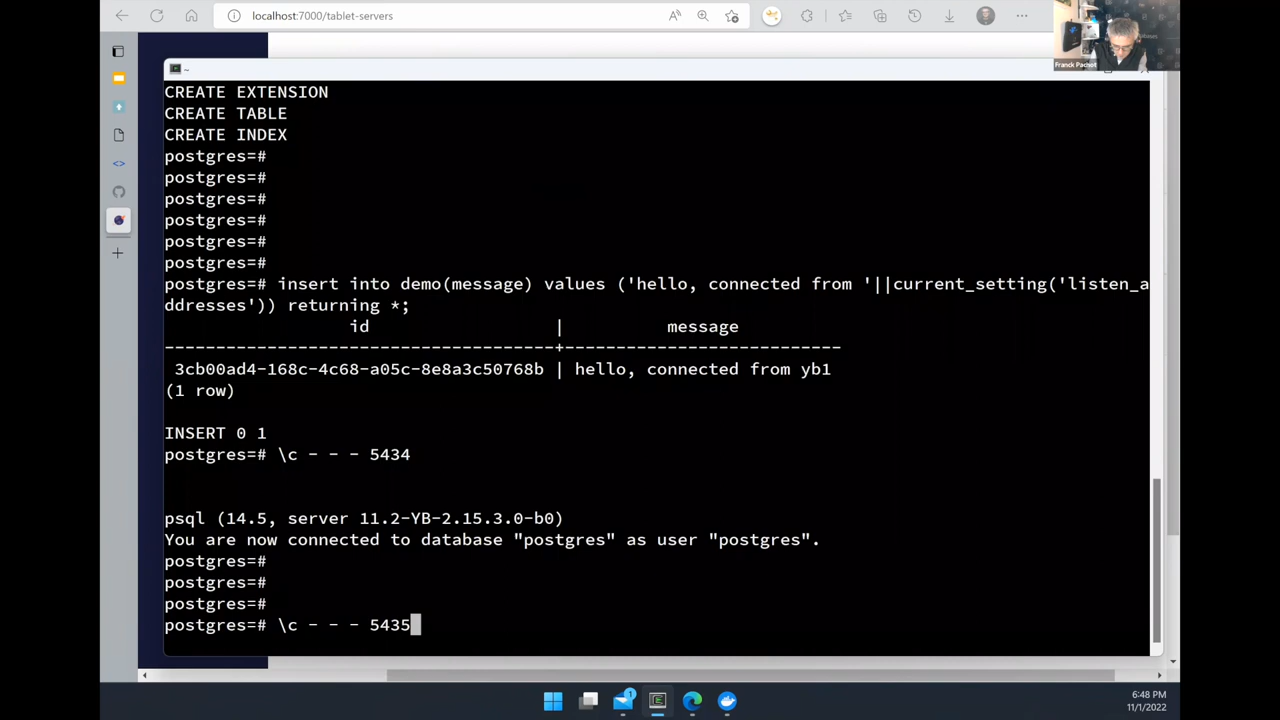 localhost:7000/tablet-servers
Franck Pachot
~
CREATE EXTENSION
CREATE TABLE
CREATE INDEX
postgres=#
postgres=#
postgres=#
postgres=#
postgres=#
postgres=#
postgres=# insert into demo(message) values ('hello, connected from '||current_setting('listen_a
ddresses')) returning *;
id | message
--------------------------------------+---------------------------
3cb00ad4-168c-4c68-a05c-8e8a3c50768b | hello, connected from yb1
(1 row)
INSERT 0 1
postgres=# \c - - - 5434
psql (14.5, server 11.2-YB-2.15.3.0-b0)
You are now connected to database "postgres" as user "postgres".
postgres=#
postgres=#
postgres=#
postgres=# \c - - - 5435
6:48 PM
11/1/2022